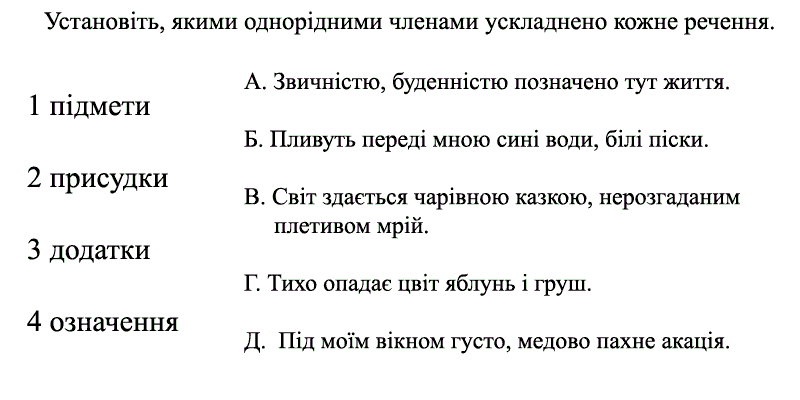 Установіть, якими однорідними членами ускладнено кожне речення.
1 підмети
2 присудки
3 додатки
4 означення
А. Звичністю, буденністю позначено тут життя.
Б. Пливуть переді мною сині води, білі піски.
В. Світ здається чарівною казкою, нерозгаданим
плетивом мрій.
Г. Тихо опадає цвіт яблунь і груш.
Д. Під моїм вікном густо, медово пахне акація.